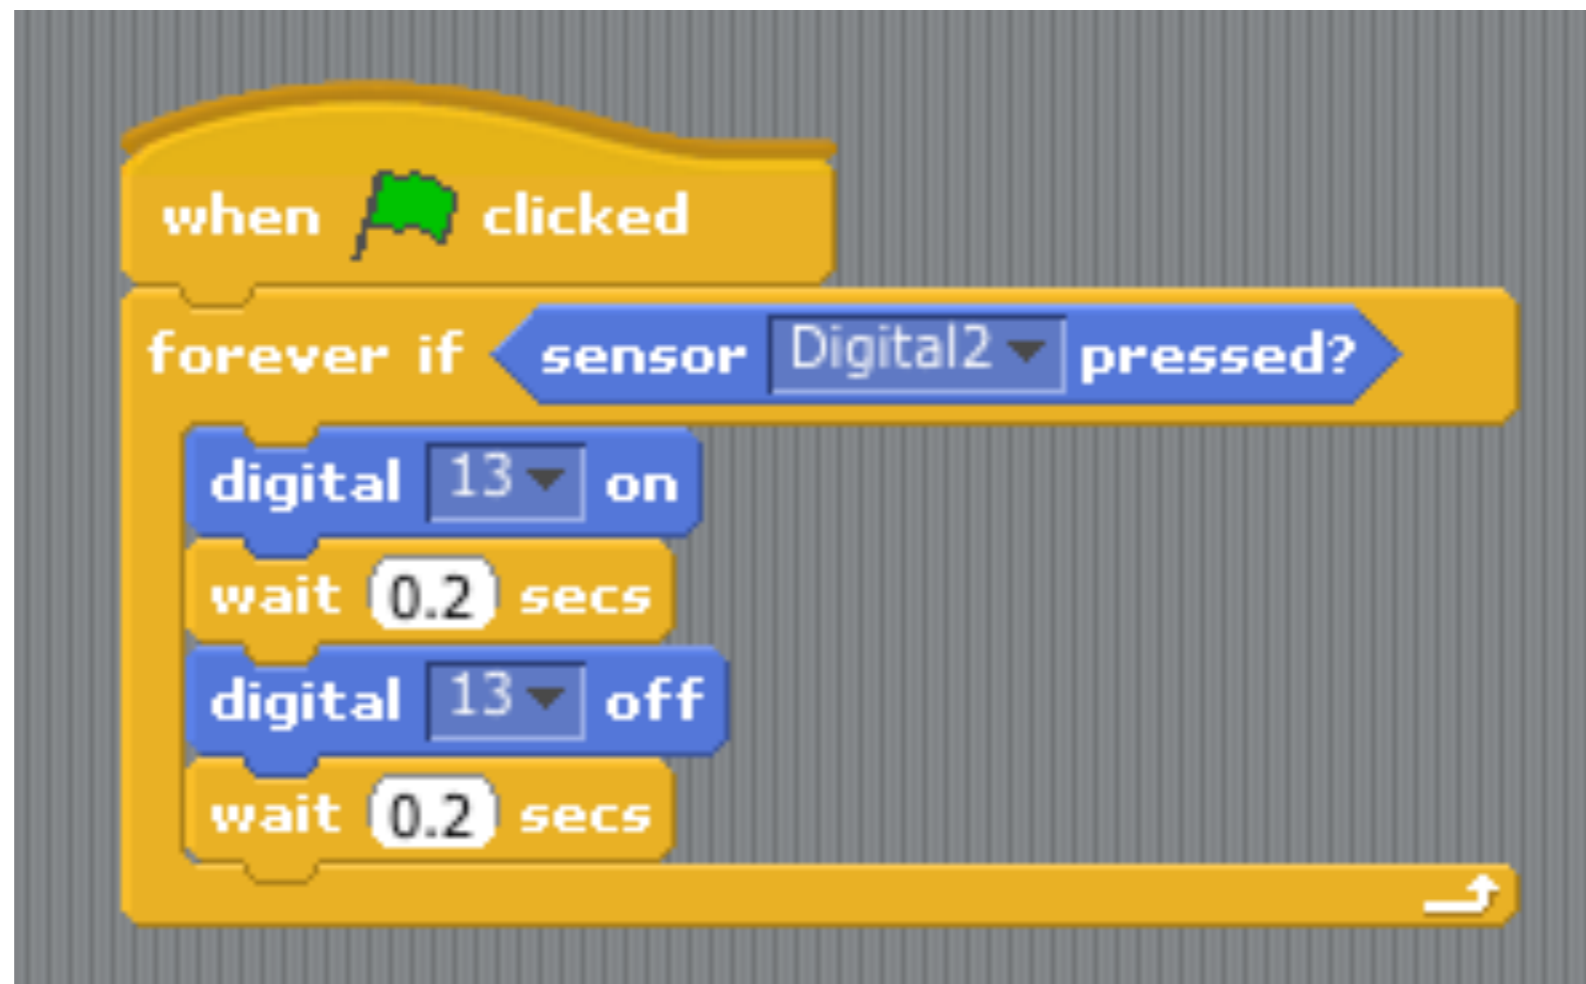 when clicked
forever if sensor Digital2 pressed?
digital 13 on
wait 0.2 secs
digital 13 off
wait 0.2 secs